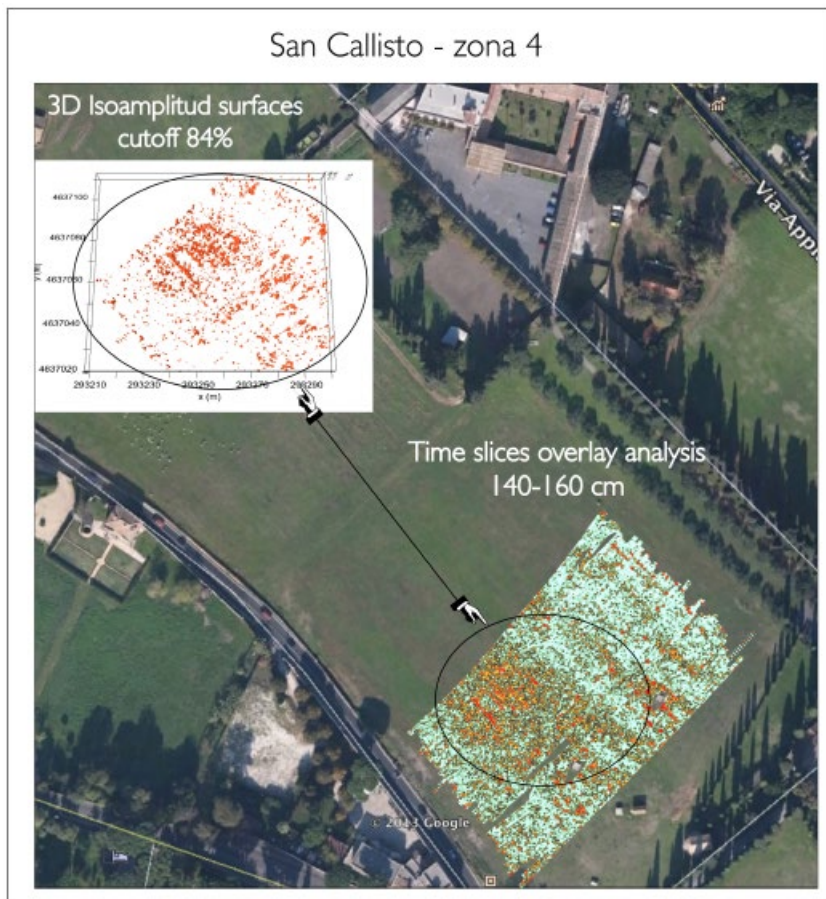 San Callisto - zona 4
3D Isoamplitud surfaces
cutoff 84%
4637100
4637080
4637060
4637040
4637020
293210
293230
293250
293270
293290
x (m)
Via Appi
Time slices overlay analysis
140-160 cm
© 2013 Google